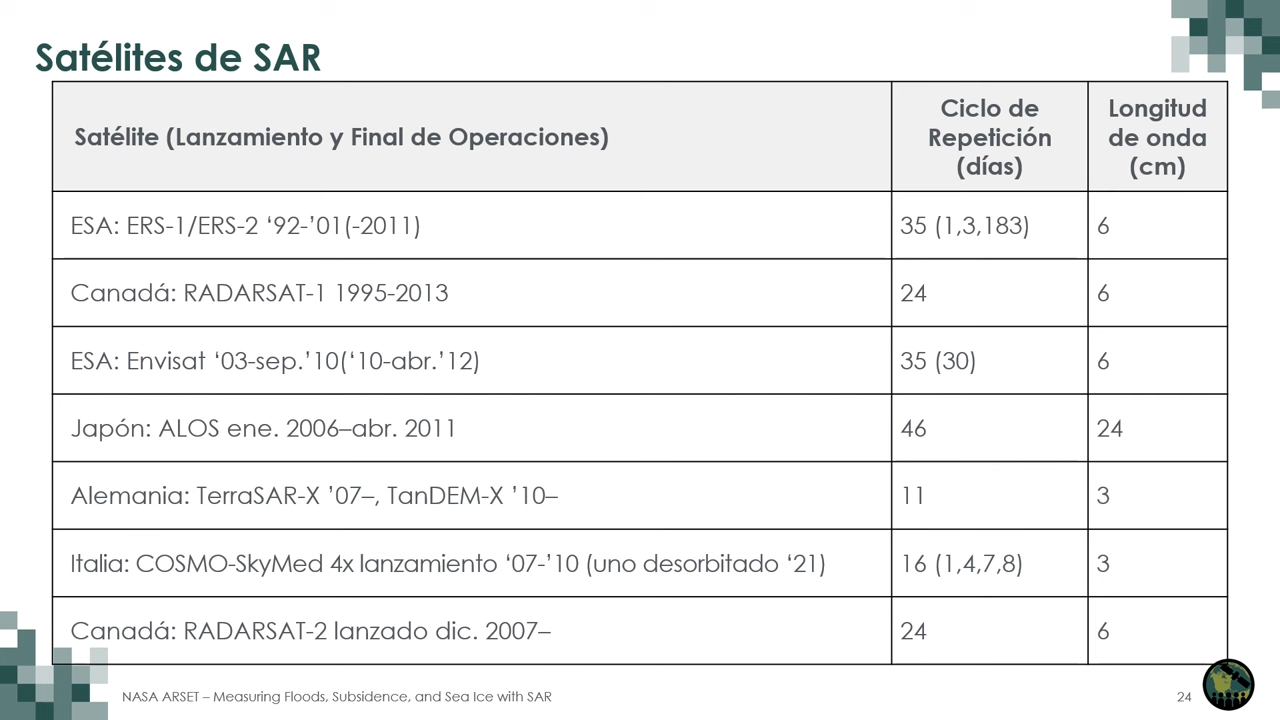 Satélites de SAR
Satélite (Lanzamiento y Final de Operaciones)
Ciclo de
Repetición
(días)
Longitud
de onda
(cm)
ESA: ERS-1/ERS-2 ‘92-’01(-2011)
35 (1,3,183)
6
Canadá: RADARSAT-1 1995-2013
24
6
ESA: Envisat ‘03-sep.’10(‘10-abr.’12)
35 (30)
6
Japón: ALOS ene. 2006–abr. 2011
46
24
Alemania: TerraSAR-X ’07–, TanDEM-X ’10–
11
3
Italia: COSMO-SkyMed 4x lanzamiento ‘07-’10 (uno desorbitado ‘21)
16 (1,4,7,8)
3
Canadá: RADARSAT-2 lanzado dic. 2007–
24
6
NASA ARSET – Measuring Floods, Subsidence, and Sea Ice with SAR
24